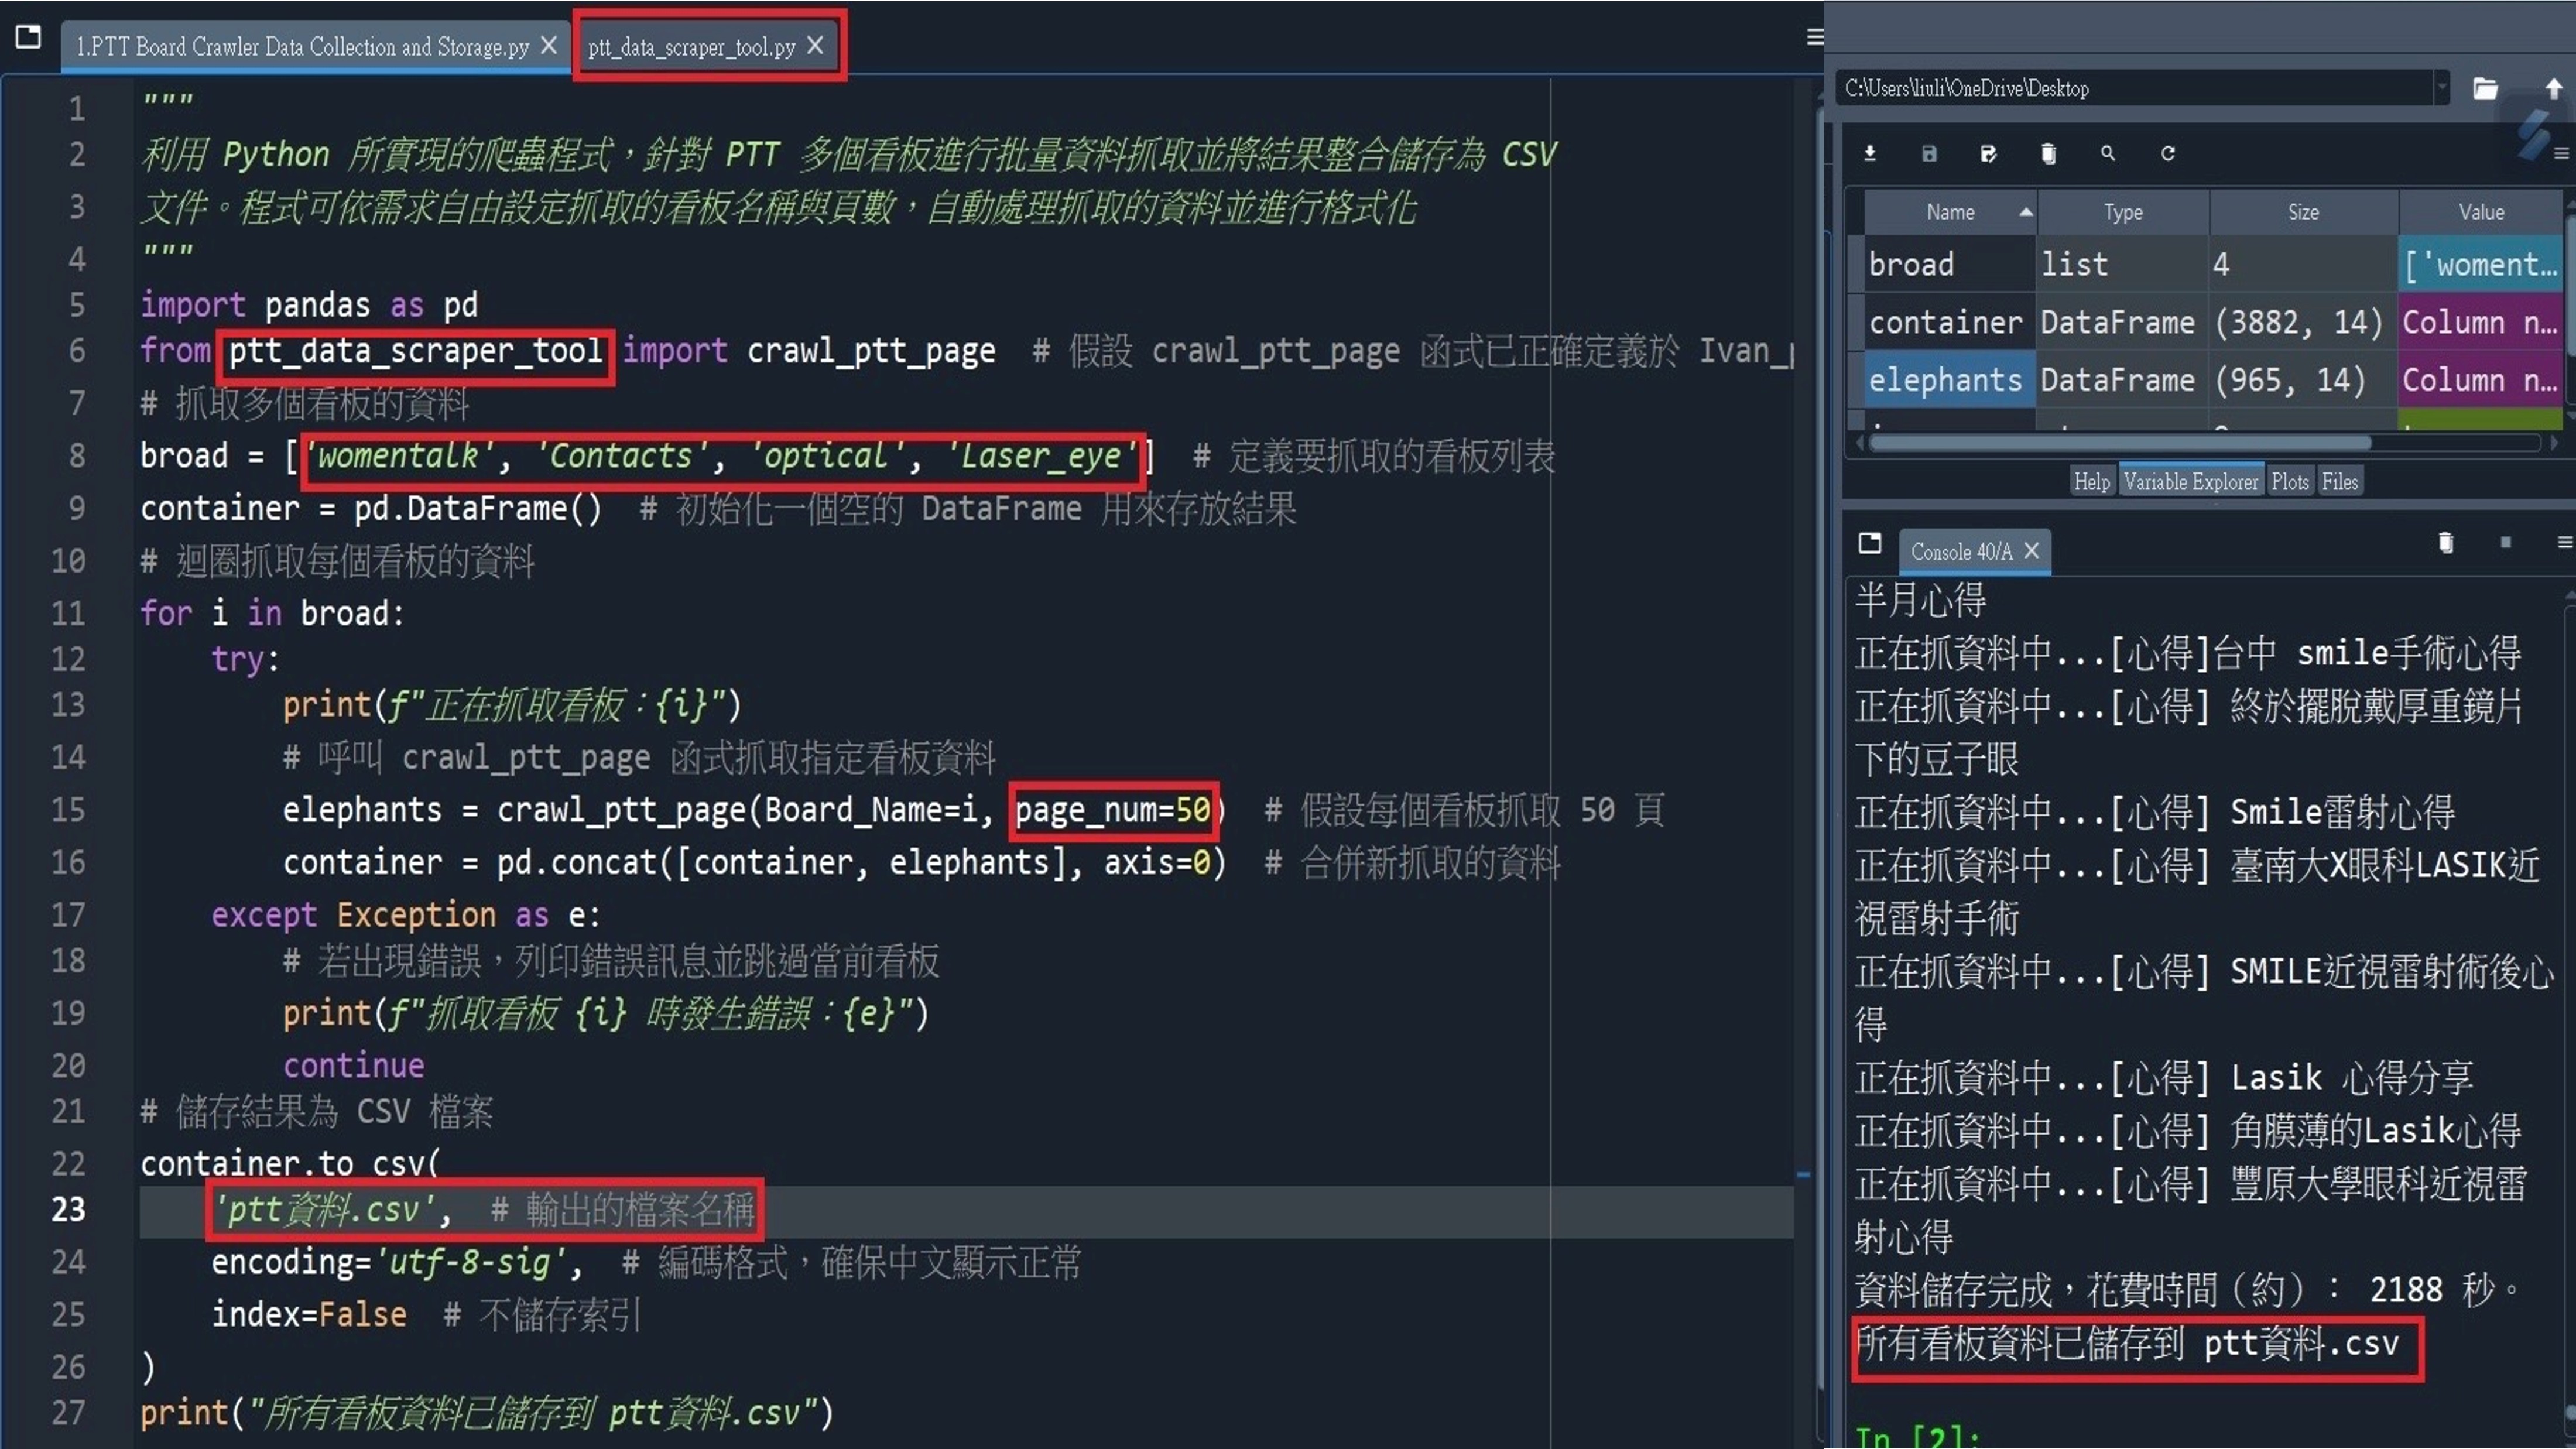 1.PTT Board Crawler Data Collection and Storage.py
ptt_data_scraper_tool.py
1 """
2 利用 Python 所實現的爬蟲程式，針對 PTT 多個看板進行批量資料抓取並將結果整合儲存為 CSV
3 文件。程式可依需求自由設定抓取的看板名稱與頁數，自動處理抓取的資料並進行格式化
4 """
5 import pandas as pd
6 from ptt_data_scraper_tool import crawl_ptt_page # 假設 crawl_ptt_page 函式已正確定義於 Ivan_p
7 # 抓取多個看板的資料
8 broad = ['womentalk', 'Contacts', 'optical', 'Laser_eye'] # 定義要抓取的看板列表
9 container = pd.DataFrame() # 初始化一個空的 DataFrame 用來存放結果
10 # 迴圈抓取每個看板的資料
11 for i in broad:
12 try:
13 print(f"正在抓取看板：{i}")
14 # 呼叫 crawl_ptt_page 函式抓取指定看板資料
15 elephants = crawl_ptt_page(Board_Name=i, page_num=50) # 假設每個看板抓取 50 頁
16 container = pd.concat([container, elephants], axis=0) # 合併新抓取的資料
17 except Exception as e:
18 # 若出現錯誤，列印錯誤訊息並跳過當前看板
19 print(f"抓取看板 {i} 時發生錯誤：{e}")
20 continue
21 # 儲存結果為 CSV 檔案
22 container.to_csv(
23 'ptt資料.csv', # 輸出的檔案名稱
24 encoding='utf-8-sig', # 編碼格式，確保中文顯示正常
25 index=False # 不儲存索引
26 )
27 print("所有看板資料已儲存到 ptt資料.csv")
C:\Users\liuli\OneDrive\Desktop
Name Type Size Value
broad list 4 ['woment…
container DataFrame (3882, 14) Column n…
elephants DataFrame (965, 14) Column n…
Help Variable Explorer Plots Files
Console 40/A
半月心得
正在抓資料中...[心得]台中 smile手術心得
正在抓資料中...[心得] 終於擺脫戴厚重鏡片
下的豆子眼
正在抓資料中...[心得] Smile雷射心得
正在抓資料中...[心得] 臺南大X眼科LASIK近
視雷射手術
正在抓資料中...[心得] SMILE近視雷射術後心
得
正在抓資料中...[心得] Lasik 心得分享
正在抓資料中...[心得] 角膜薄的Lasik心得
正在抓資料中...[心得] 豐原大學眼科近視雷
射心得
資料儲存完成，花費時間（約）： 2188 秒。
所有看板資料已儲存到 ptt資料.csv
In [2]: